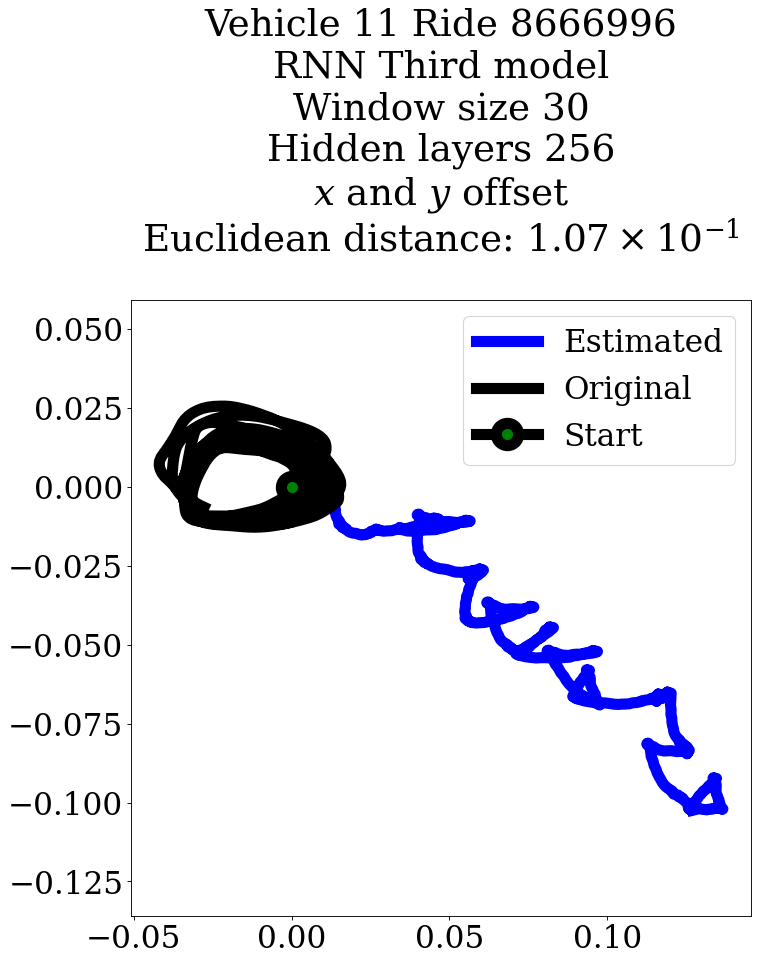 Vehicle 11 Ride 8666996
RNN Third model
Window size 30
Hidden layers 256
x and y offset
Euclidean distance: 1.07 × 10⁻¹
Estimated
Original
Start
0.050
0.025
0.000
−0.025
−0.050
−0.075
−0.100
−0.125
−0.05 0.00 0.05 0.10